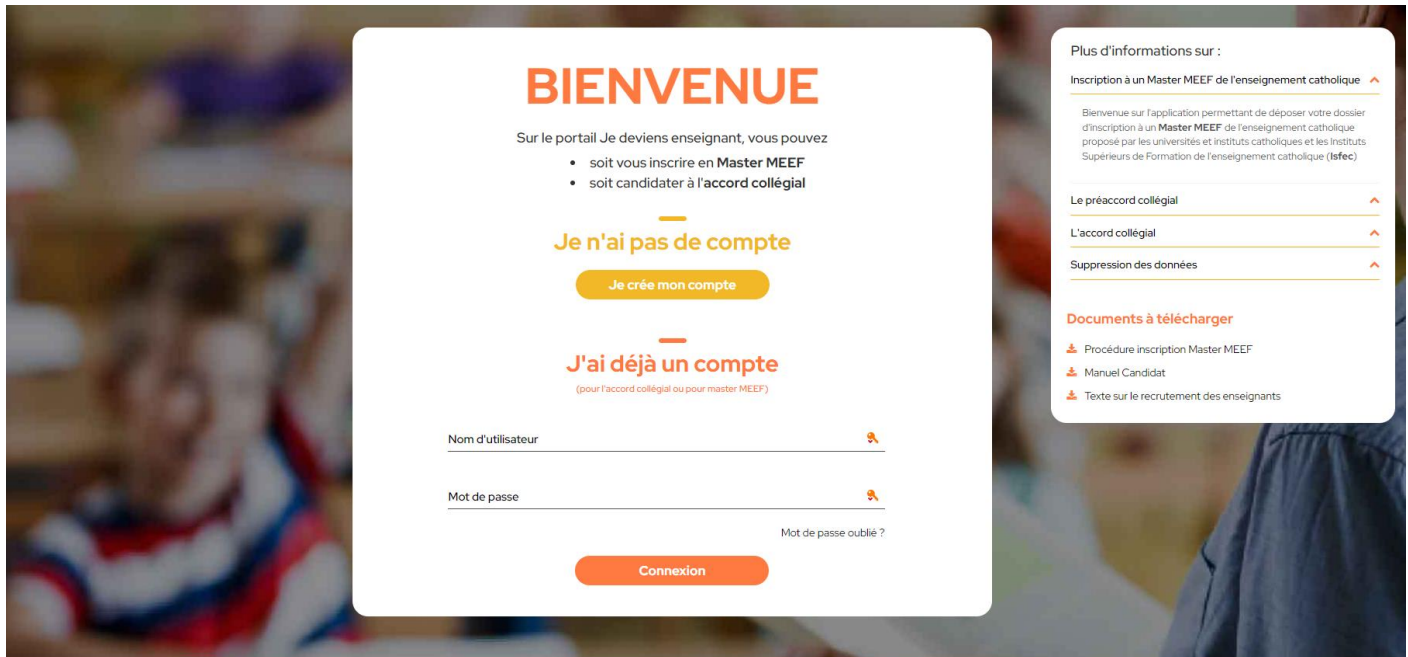 BIENVENUE
Sur le portail Je deviens enseignant, vous pouvez
• soit vous inscrire en Master MEEF
• soit candidater à l'accord collégial
Je n'ai pas de compte
Je crée mon compte
J'ai déjà un compte
(pour l'accord collégial ou pour master MEEF)
Nom d'utilisateur
Mot de passe
Mot de passe oublié ?
Connexion
Plus d'informations sur :
Inscription à un Master MEEF de l'enseignement catholique
Bienvenue sur l'application permettant de déposer votre dossier
d'inscription à un Master MEEF de l'enseignement catholique
proposé par les universités et instituts catholiques et les Instituts
Supérieurs de Formation de l'enseignement catholique (Isfec)
Le préaccord collégial
L'accord collégial
Suppression des données
Documents à télécharger
Procédure inscription Master MEEF
Manuel Candidat
Texte sur le recrutement des enseignants